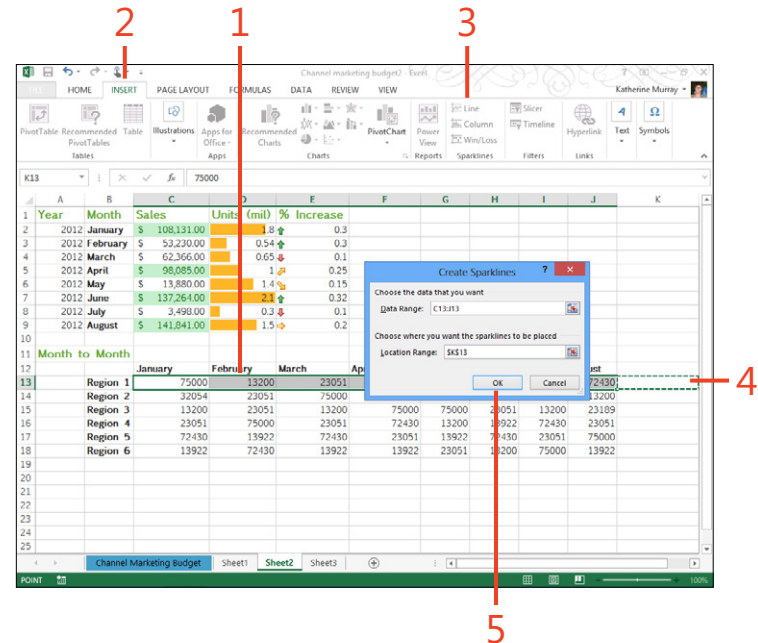 2 1 3
Channel marketing budget2 - Excel ?
FILE HOME INSERT PAGE LAYOUT FORMULAS DATA REVIEW VIEW Katherine Murray
PivotTable Recommended PivotTables Table Illustrations Apps for Office Recommended Charts PivotChart Power View Line Column Win/Loss Slicer Timeline Hyperlink Text Symbols
Tables Apps Charts Reports Sparklines Filters Links
K13 fx 75000
A B C D E F G H I J K
1 Year Month Sales Units (mil) % Increase
2 2012 January $ 108,131.00 1.8 0.3
3 2012 February $ 53,230.00 0.54 0.3
4 2012 March $ 62,366.00 0.65 0.1
5 2012 April $ 98,085.00 1 0.25
6 2012 May $ 13,880.00 1.4 0.15
7 2012 June $ 137,264.00 2.1 0.32
8 2012 July $ 3,498.00 0.3 0.1
9 2012 August $ 141,841.00 1.5 0.2
10
11 Month to Month
12 January February March
13 Region 1 75000 13200 23051 72430
14 Region 2 32054 23051 75000 13200
15 Region 3 13200 23051 13200 75000 75000 23051 13200 23189
16 Region 4 23051 75000 23051 72430 13200 13922 72430 23051
17 Region 5 72430 13922 72430 23051 13922 72430 23051 75000
18 Region 6 13922 72430 13922 13922 23051 13200 75000 13922
19
20
21
22
23
24
25
Create Sparklines ?
Choose the data that you want
Data Range: C13:J13
Choose where you want the sparklines to be placed
Location Range: $K$13
OK Cancel
4
Channel Marketing Budget Sheet1 Sheet2 Sheet3
POINT 100%
5